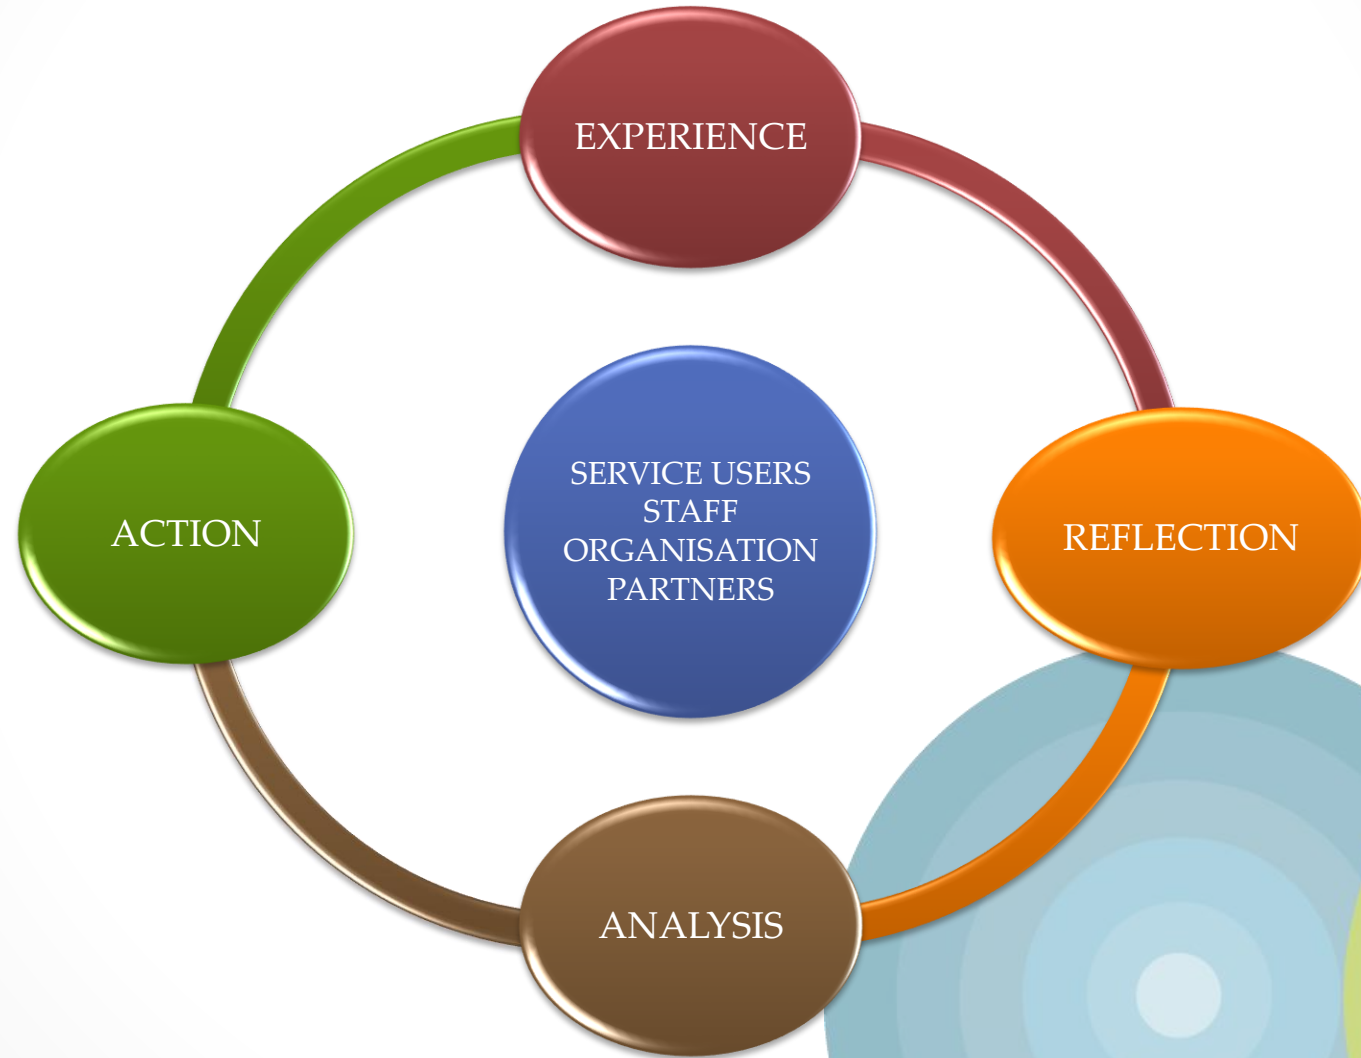 EXPERIENCE
REFLECTION
ANALYSIS
ACTION
SERVICE USERS
STAFF
ORGANISATION
PARTNERS